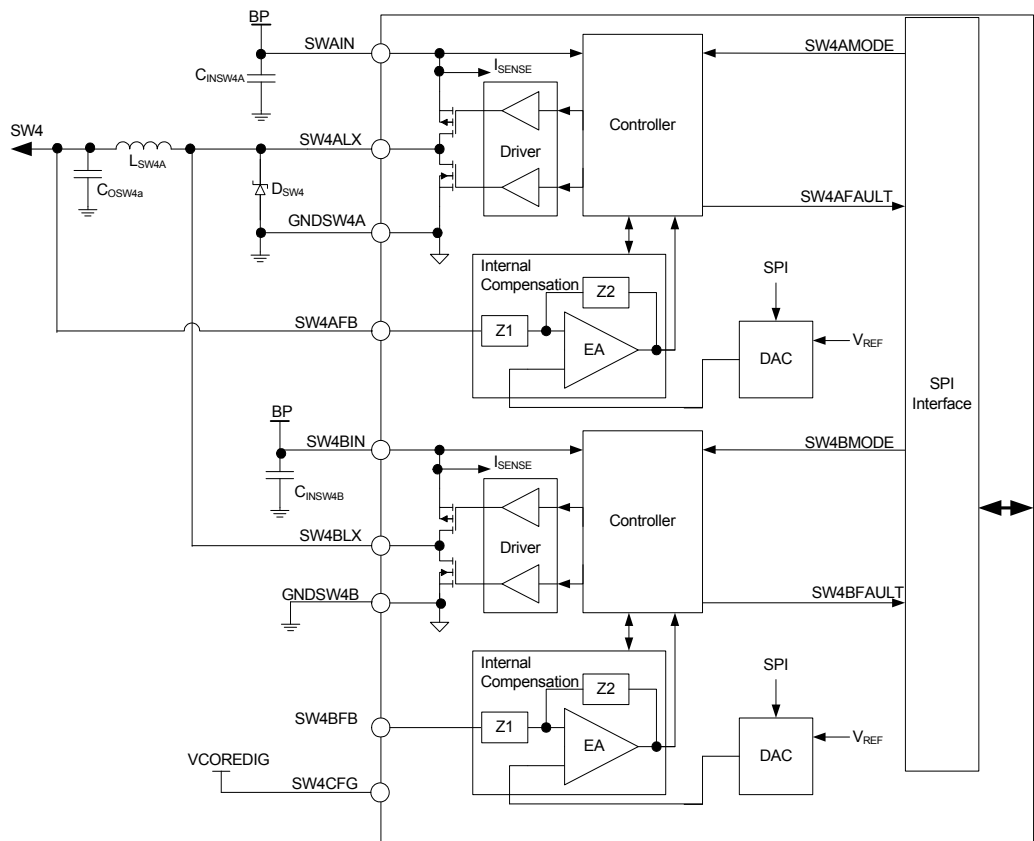 BP
SWAIN
CINSW4A
ISENSE
SW4AMODE
Controller
SW4
SW4ALX
Driver
LSW4A
COSW4a
DSW4
SW4AFAULT
GNDSW4A
Internal
Compensation
Z2
SPI
SW4AFB
Z1
EA
DAC
VREF
SPI
Interface
BP
SW4BIN
SW4BMODE
ISENSE
CINSW4B
Controller
SW4BLX
Driver
GNDSW4B
SW4BFAULT
Internal
Compensation
Z2
SPI
SW4BFB
Z1
EA
DAC
VREF
VCOREDIG
SW4CFG